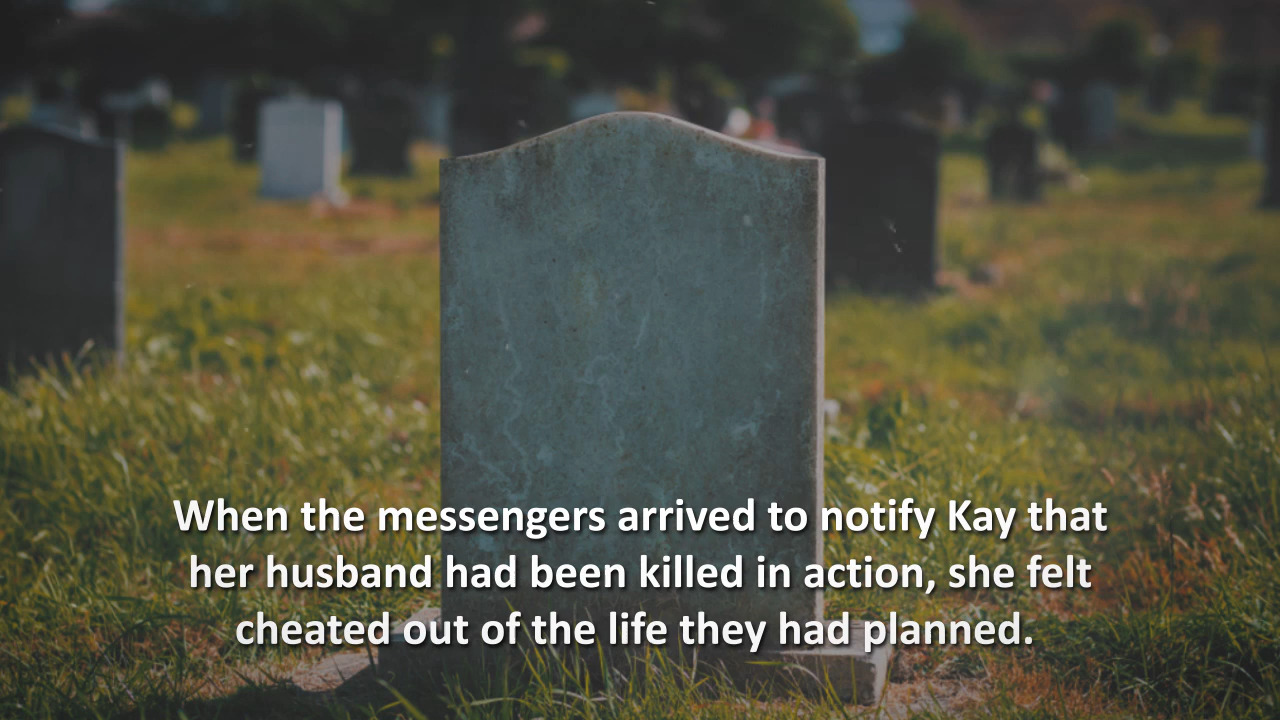 When the messengers arrived to notify Kay that
her husband had been killed in action, she felt
cheated out of the life they had planned.